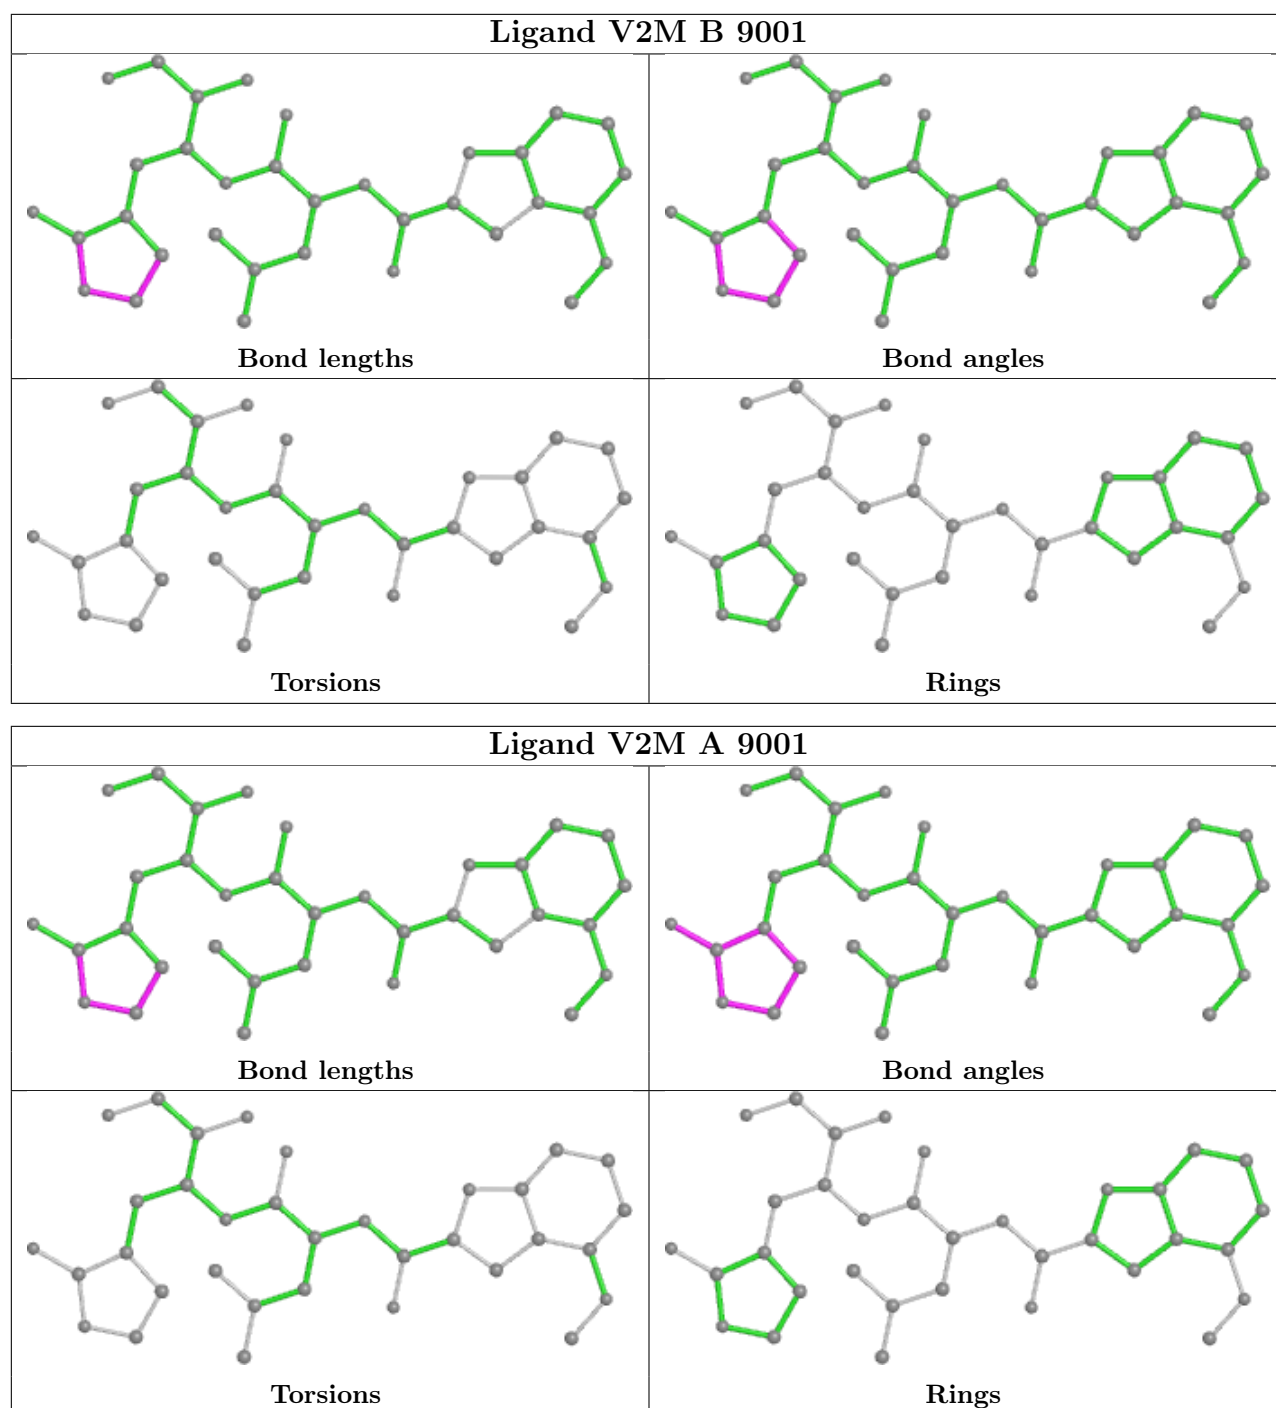 Ligand V2M B 9001
Bond lengths
Bond angles
Torsions
Rings
Ligand V2M A 9001
Bond lengths
Bond angles
Torsions
Rings